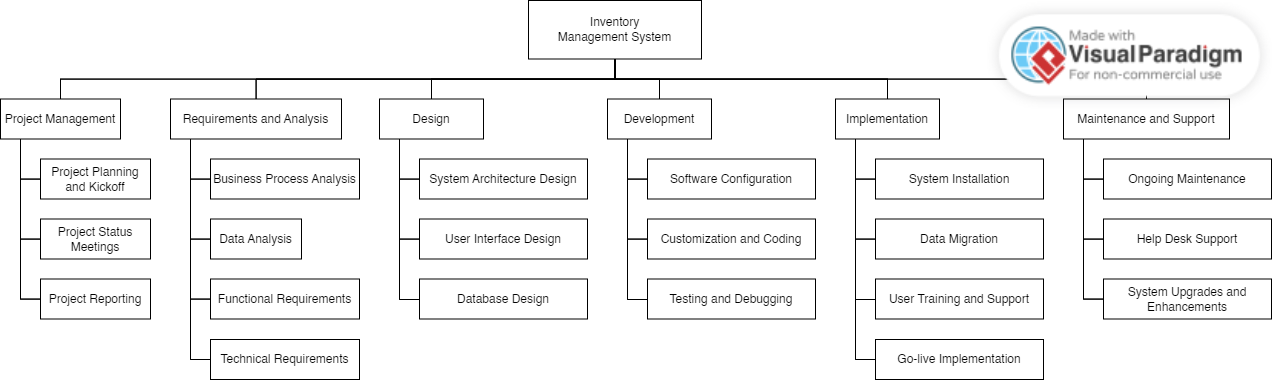 Inventory
Management System
Made with
Visual Paradigm
For non-commercial use
Project Management
Requirements and Analysis
Design
Development
Implementation
Maintenance and Support
Project Planning
and Kickoff
Project Status
Meetings
Project Reporting
Business Process Analysis
Data Analysis
Functional Requirements
Technical Requirements
System Architecture Design
User Interface Design
Database Design
Software Configuration
Customization and Coding
Testing and Debugging
System Installation
Data Migration
User Training and Support
Go-live Implementation
Ongoing Maintenance
Help Desk Support
System Upgrades and
Enhancements